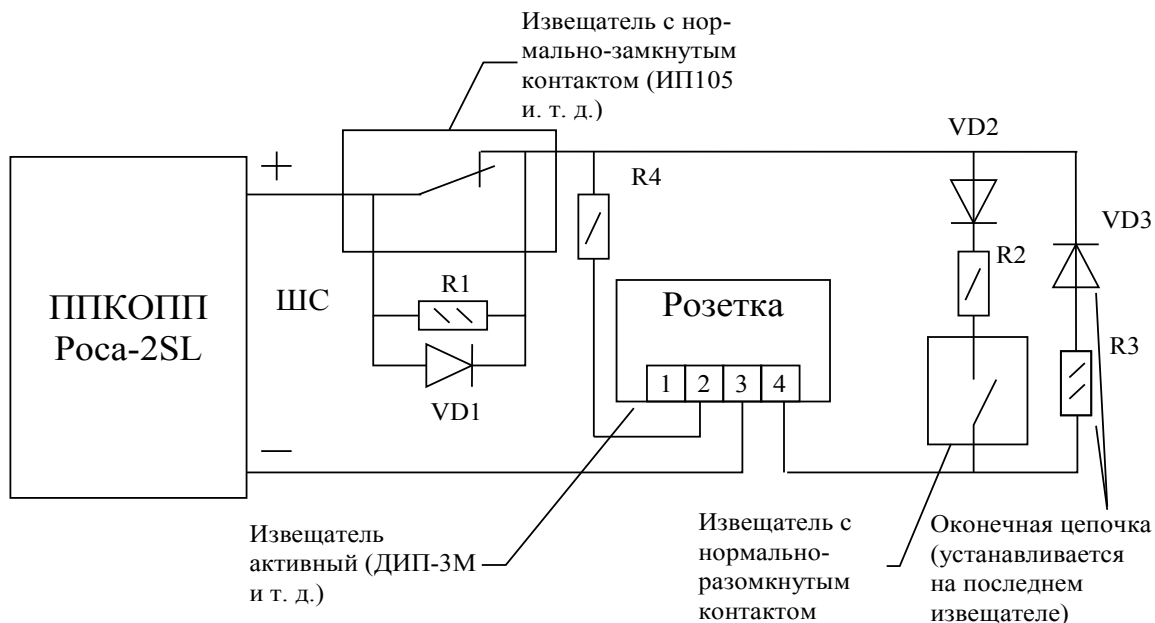 Извещатель с нор-
мально-замкнутым
контактом (ИП105
и. т. д.)
VD2
+
R4
VD3
R2
ППКОПП
Роса-2SL
ШС
R1
Розетка
R3
1 2 3 4
VD1
—
Извещатель
активный (ДИП-3М
и т. д.)
Извещатель с
нормально-
разомкнутым
контактом
Оконечная цепочка
(устанавливается
на последнем
извещателе)